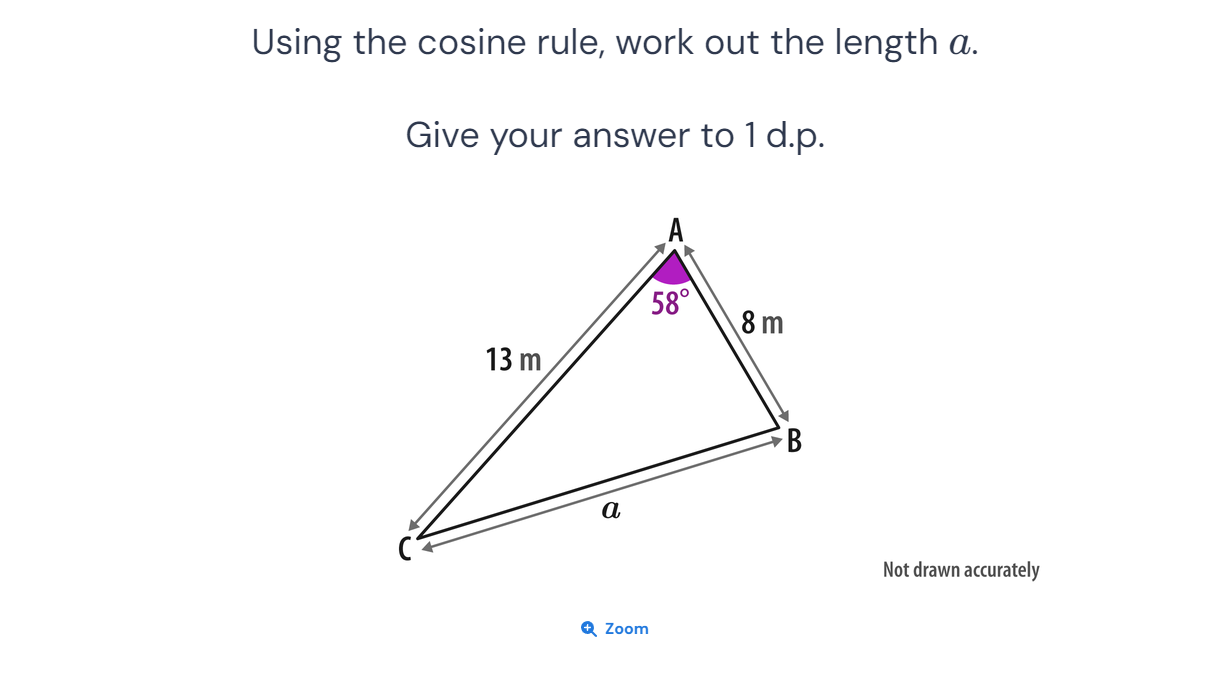 Using the cosine rule, work out the length a.
Give your answer to 1 d.p.
A
58°
8 m
13 m
B
a
C
Not drawn accurately
Zoom